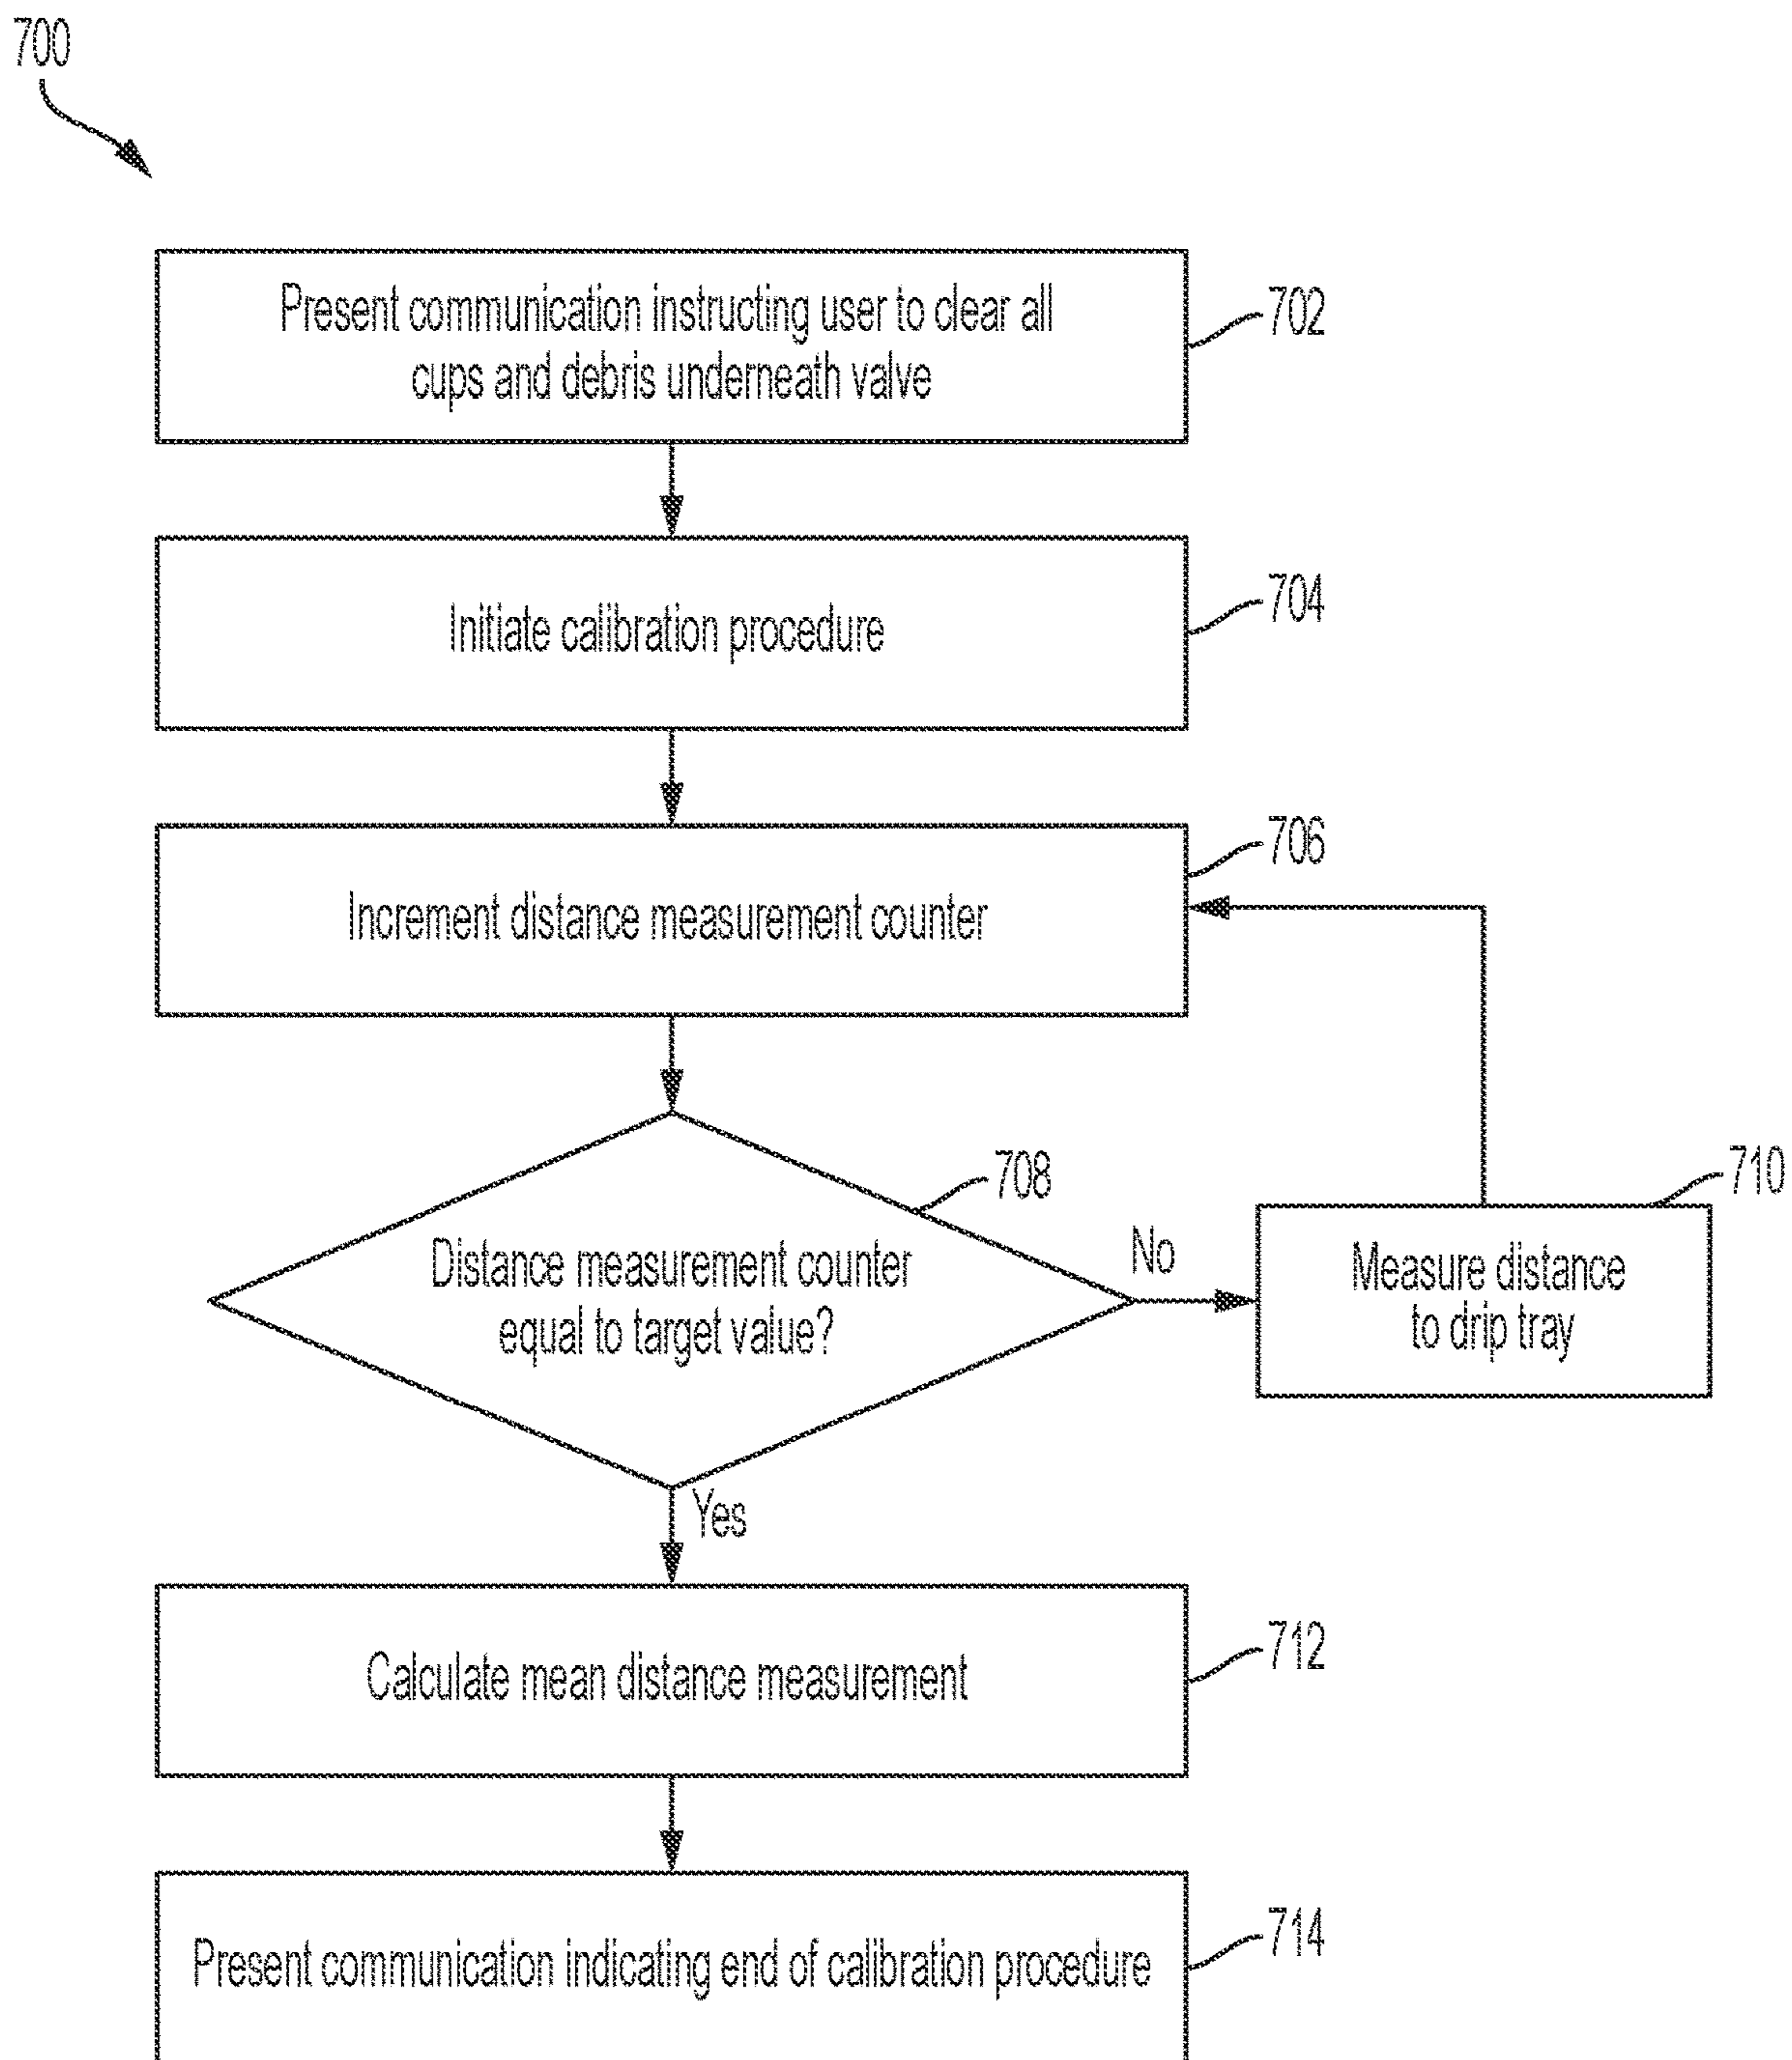 700
Present communication instructing user to clear all
cups and debris underneath valve
702
Initiate calibration procedure
704
Increment distance measurement counter
706
Distance measurement counter
equal to target value?
708
No
Measure distance
to drip tray
710
Yes
Calculate mean distance measurement
712
Present communication indicating end of calibration procedure
714